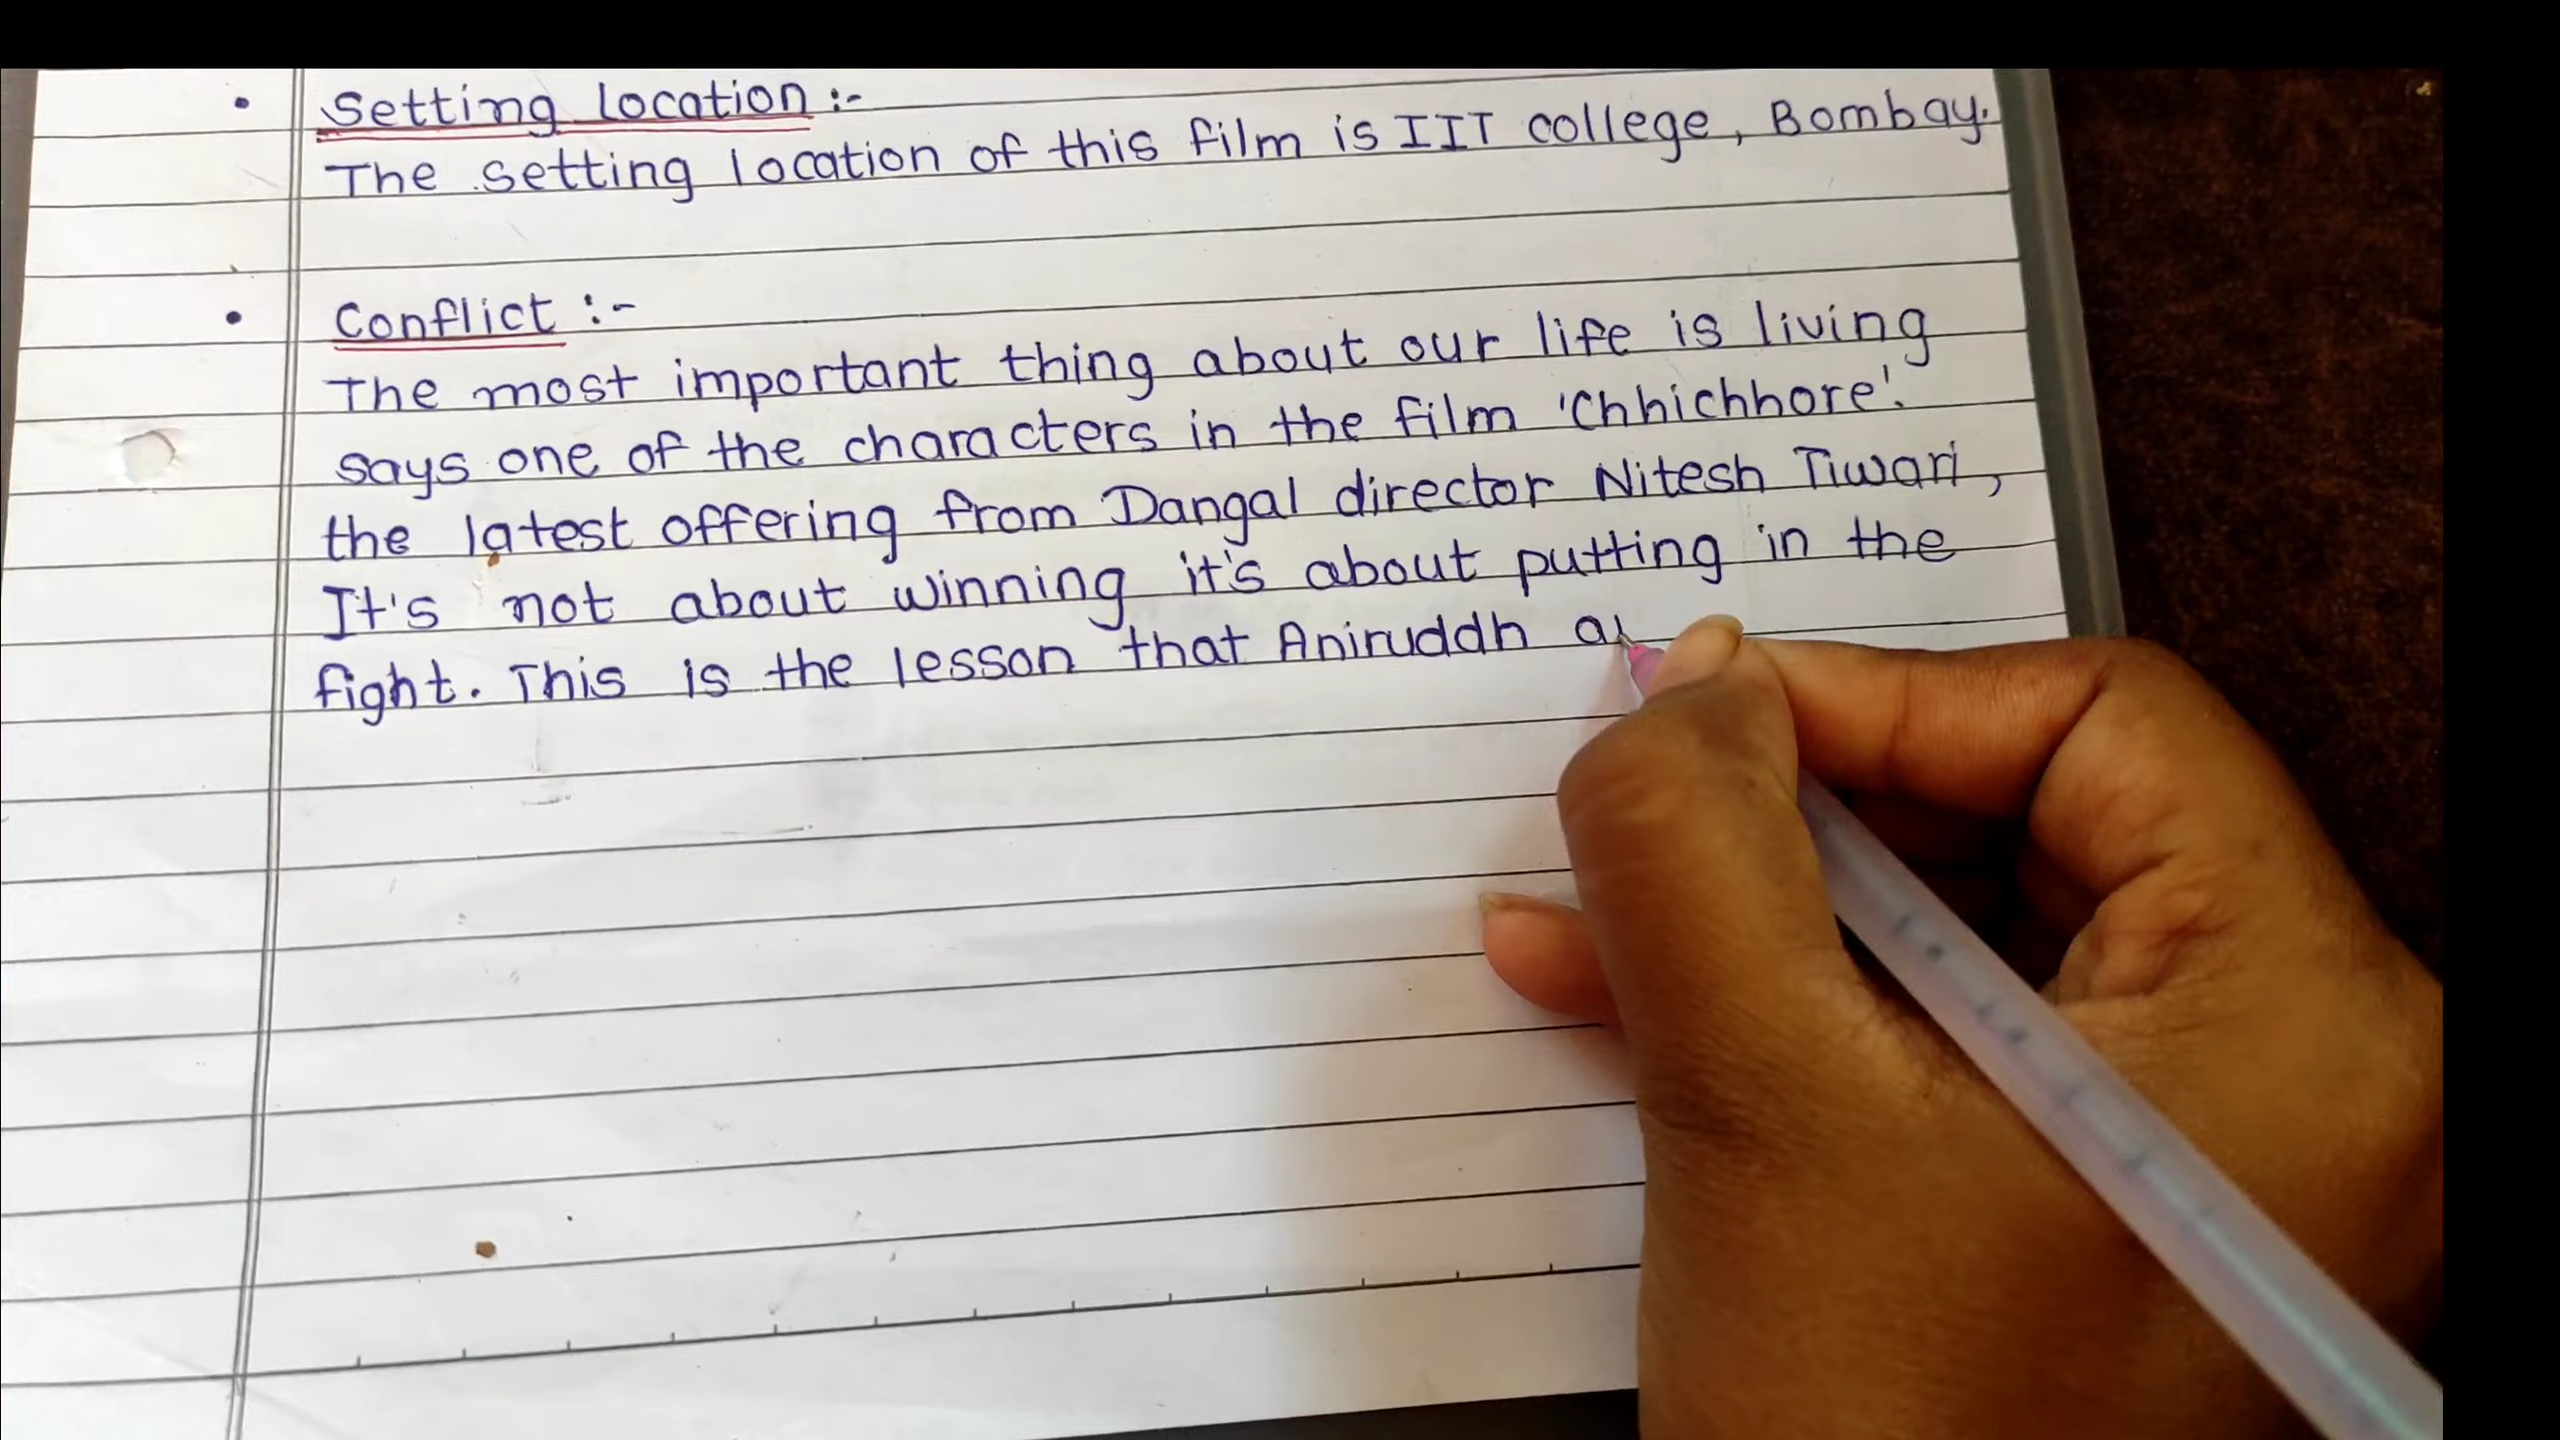 • Setting location :-
The setting location of this film is IIT college, Bombay.
• Conflict :-
The most important thing about our life is living
says one of the characters in the film 'Chhichhore'.
the latest offering from Dangal director Nitesh Tiwari,
It's not about winning it's about putting in the
fight. This is the lesson that Aniruddh